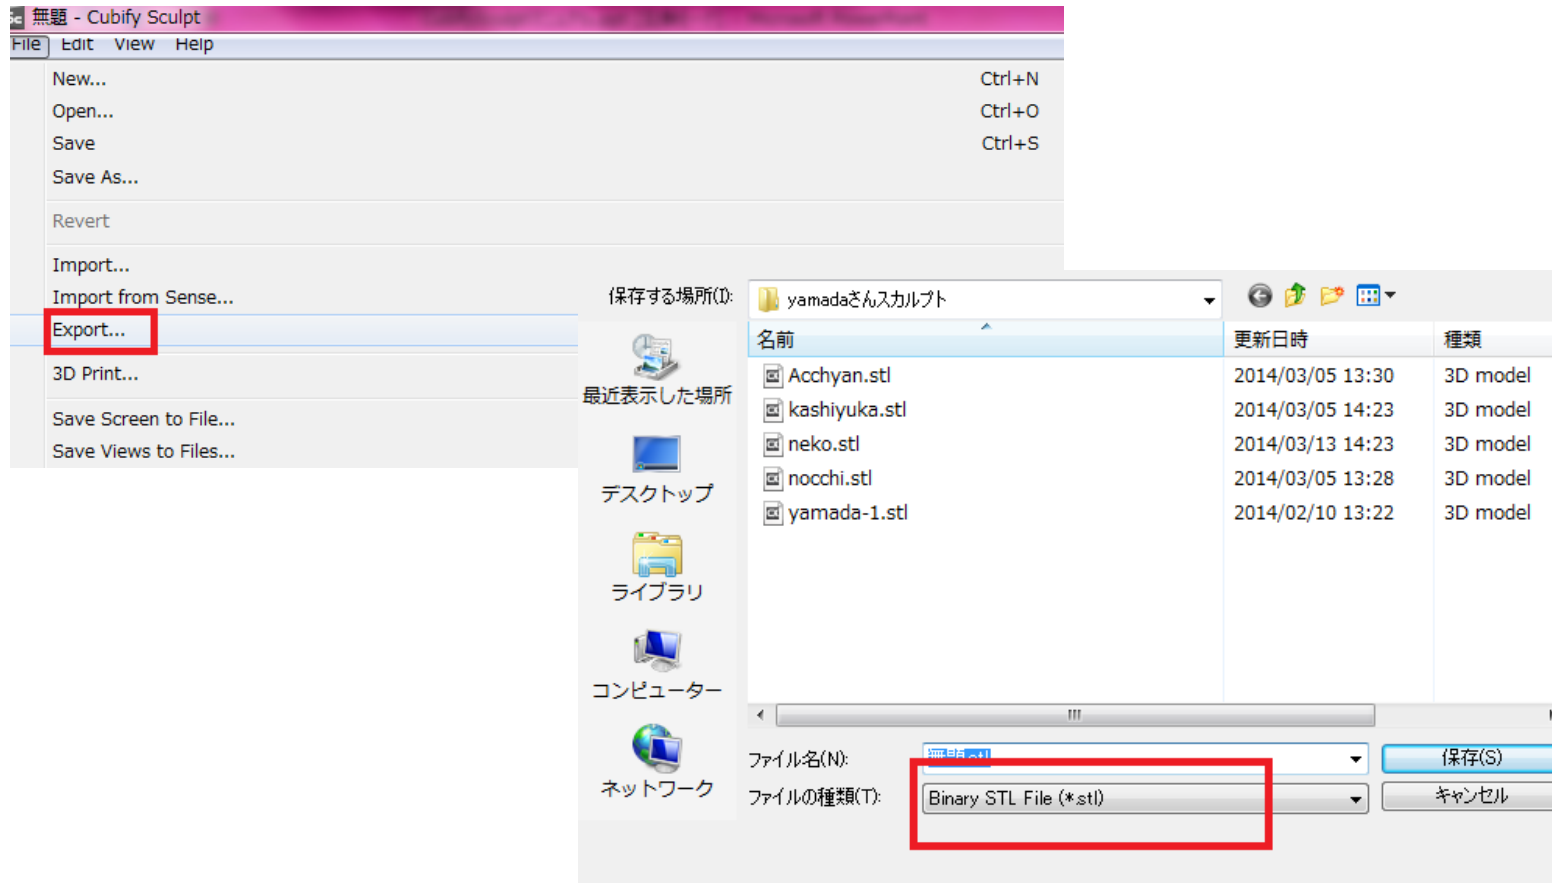 無題 - Cubify Sculpt
File Edit View Help
New... Ctrl+N
Open... Ctrl+O
Save Ctrl+S
Save As...
Revert
Import...
Import from Sense...
Export...
3D Print...
Save Screen to File...
Save Views to Files...
保存する場所(I): yamadaさんスカルプト
名前 更新日時 種類
Acchyan.stl 2014/03/05 13:30 3D model
kashiyuka.stl 2014/03/05 14:23 3D model
neko.stl 2014/03/13 14:23 3D model
nocchi.stl 2014/03/05 13:28 3D model
yamada-1.stl 2014/02/10 13:22 3D model
最近表示した場所
デスクトップ
ライブラリ
コンピューター
ネットワーク
ファイル名(N): 無題.stl 保存(S)
ファイルの種類(T): Binary STL File (*.stl) キャンセル